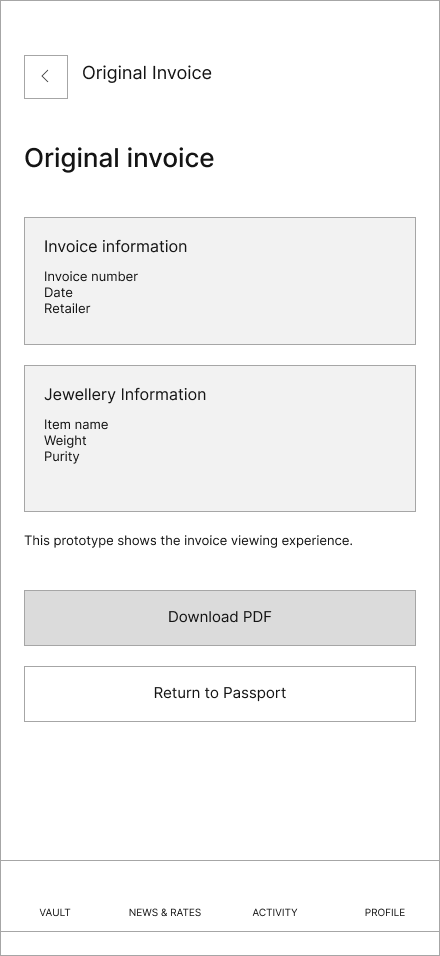 Original Invoice
Original invoice
Invoice information
Invoice number
Date
Retailer
Jewellery Information
Item name
Weight
Purity
This prototype shows the invoice viewing experience.
Download PDF
Return to Passport
VAULT NEWS & RATES ACTIVITY PROFILE